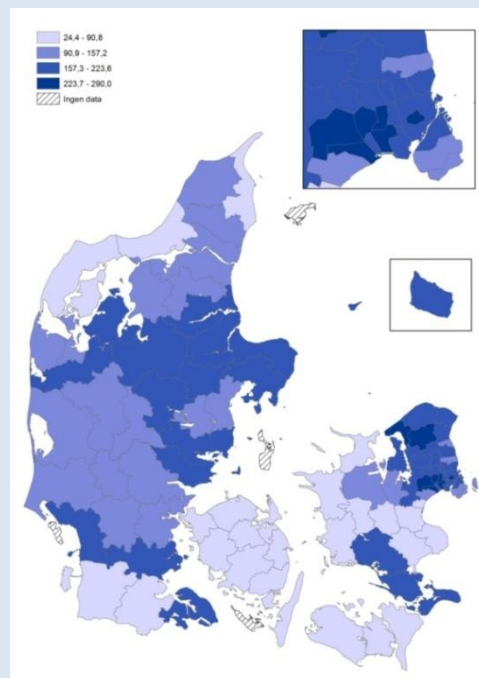 24,4 - 90,8
90,9 - 157,2
157,3 - 223,6
223,7 - 290,0
Ingen data